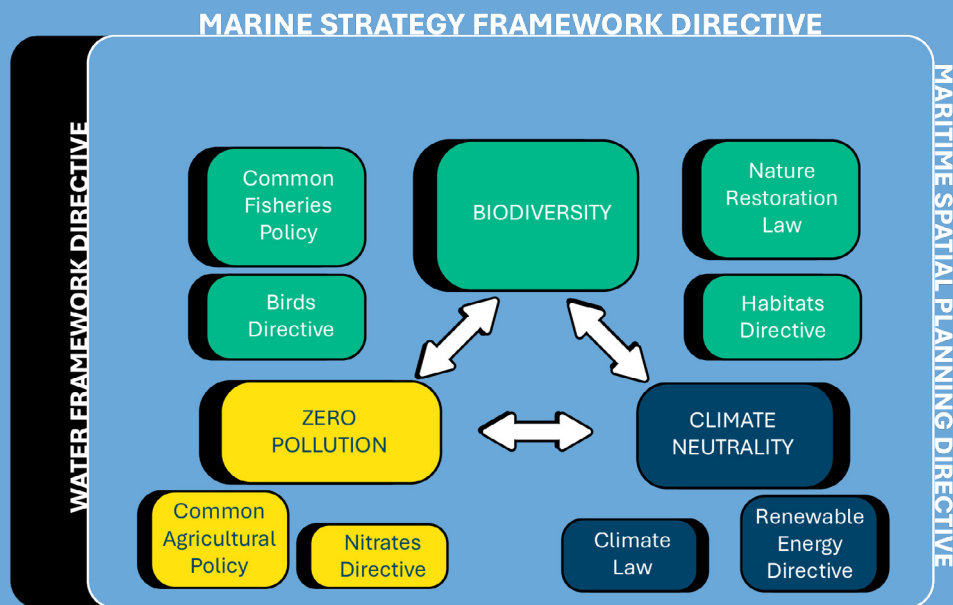 MARINE STRATEGY FRAMEWORK DIRECTIVE
WATER FRAMEWORK DIRECTIVE
MARITIME SPATIAL PLANNING DIRECTIVE
Common
Fisheries
Policy
BIODIVERSITY
Nature
Restoration
Law
Birds
Directive
Habitats
Directive
ZERO
POLLUTION
CLIMATE
NEUTRALITY
Common
Agricultural
Policy
Nitrates
Directive
Climate
Law
Renewable
Energy
Directive